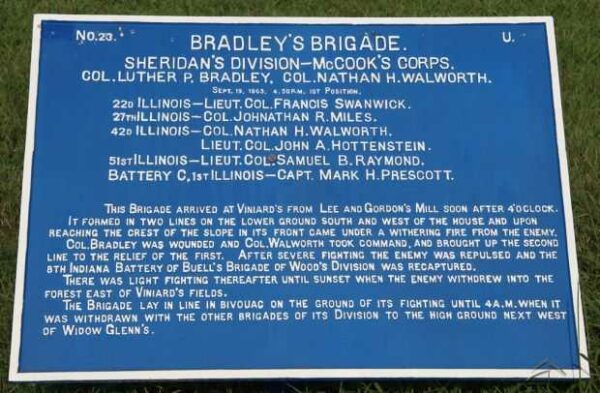 No. 23. U.
BRADLEY'S BRIGADE.
SHERIDAN'S DIVISION—McCOOK'S CORPS.
COL. LUTHER P. BRADLEY, COL. NATHAN H. WALWORTH.
SEPT. 19, 1863, 4.30 P.M. 1ST POSITION.
22D ILLINOIS—LIEUT. COL. FRANCIS SWANWICK.
27TH ILLINOIS—COL. JOHNATHAN R. MILES.
42D ILLINOIS—COL. NATHAN H. WALWORTH.
LIEUT. COL. JOHN A. HOTTENSTEIN.
51ST ILLINOIS—LIEUT. COL. SAMUEL B. RAYMOND.
BATTERY C, 1ST ILLINOIS—CAPT. MARK H. PRESCOTT.
THIS BRIGADE ARRIVED AT VINIARD'S FROM LEE AND GORDON'S MILL SOON AFTER 4 O'CLOCK.
IT FORMED IN TWO LINES ON THE LOWER GROUND SOUTH AND WEST OF THE HOUSE AND UPON
REACHING THE CREST OF THE SLOPE IN ITS FRONT CAME UNDER A WITHERING FIRE FROM THE ENEMY.
COL. BRADLEY WAS WOUNDED AND COL. WALWORTH TOOK COMMAND, AND BROUGHT UP THE SECOND
LINE TO THE RELIEF OF THE FIRST. AFTER SEVERE FIGHTING THE ENEMY WAS REPULSED AND THE
8TH INDIANA BATTERY OF BUELL'S BRIGADE OF WOOD'S DIVISION WAS RECAPTURED.
THERE WAS LIGHT FIGHTING THEREAFTER UNTIL SUNSET WHEN THE ENEMY WITHDREW INTO THE
FOREST EAST OF VINIARD'S FIELDS.
THE BRIGADE LAY IN LINE IN BIVOUAC ON THE GROUND OF ITS FIGHTING UNTIL 4 A.M. WHEN IT
WAS WITHDRAWN WITH THE OTHER BRIGADES OF ITS DIVISION TO THE HIGH GROUND NEXT WEST
OF WIDOW GLENN'S.